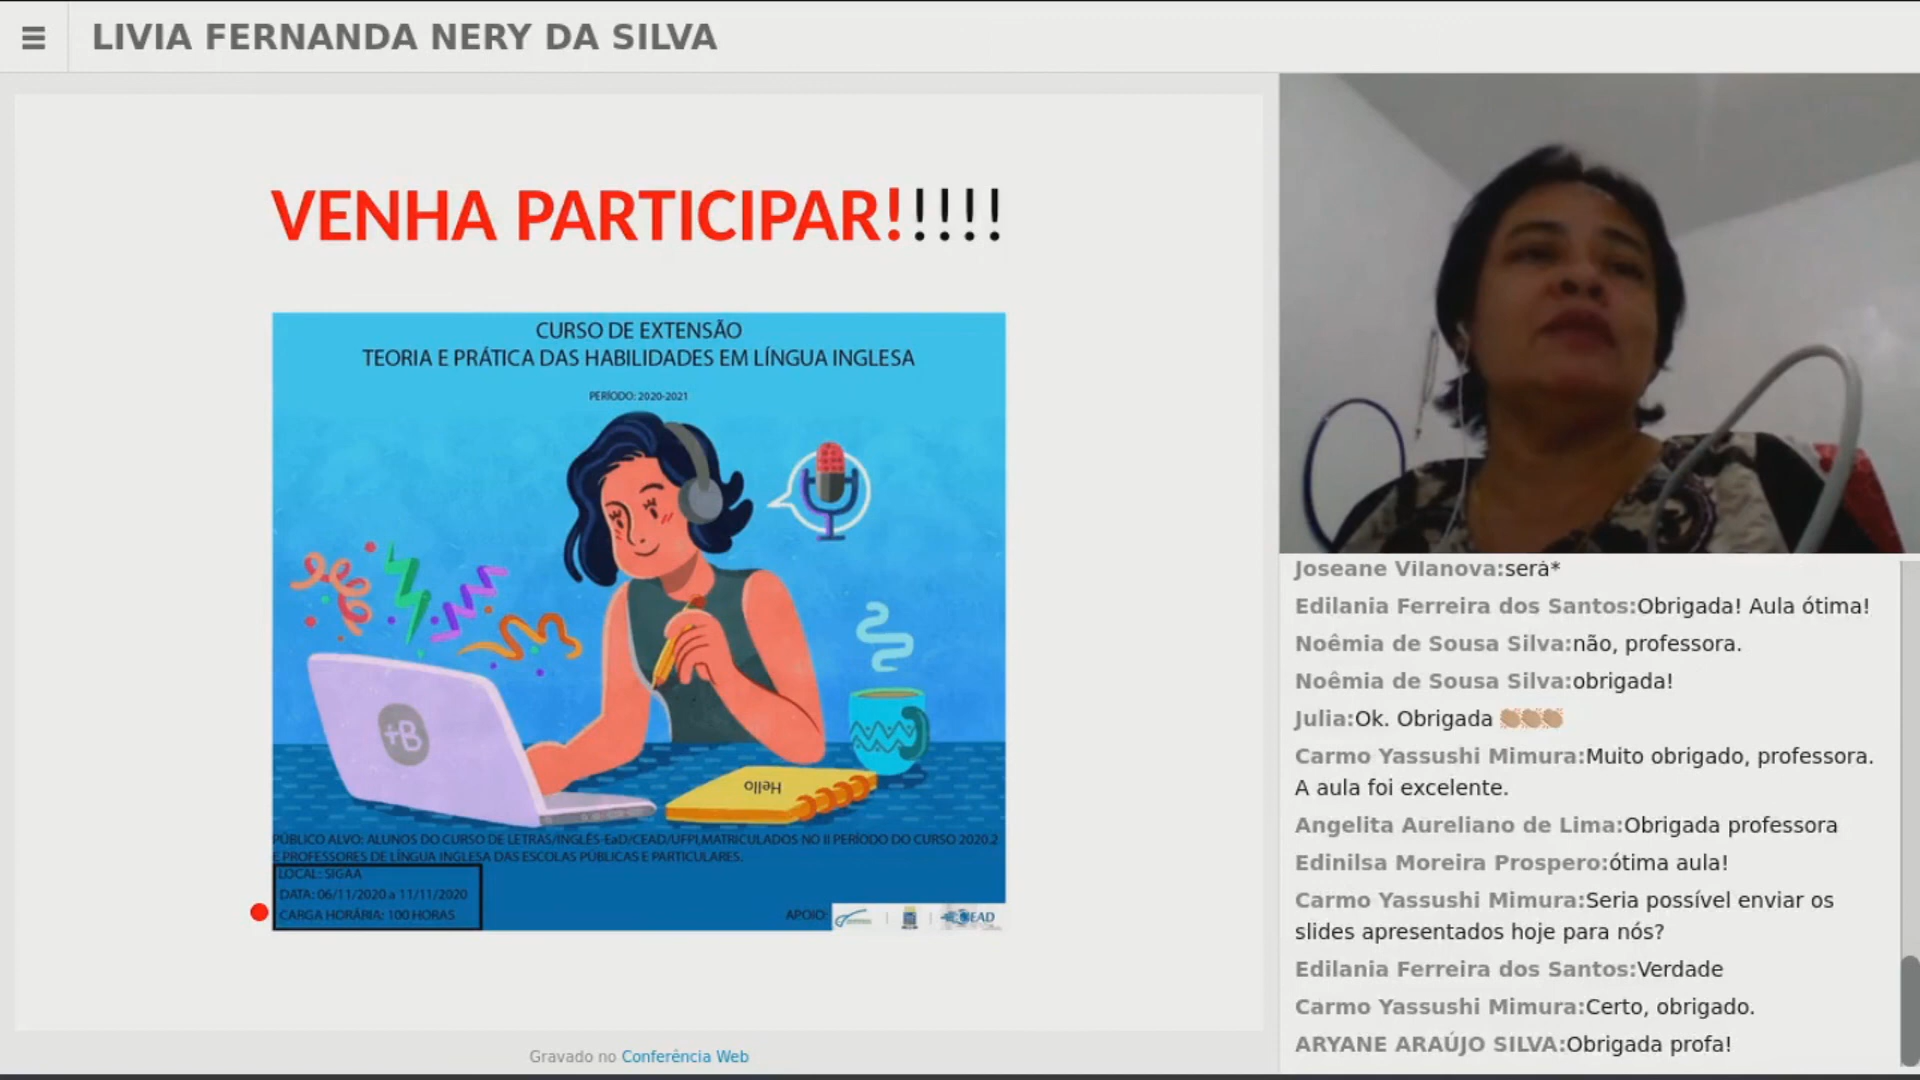 LIVIA FERNANDA NERY DA SILVA
VENHA PARTICIPAR!!!!!
CURSO DE EXTENSÃO
TEORIA E PRÁTICA DAS HABILIDADES EM LÍNGUA INGLESA
PERÍODO: 2020-2021
+B
Hello
PÚBLICO ALVO: ALUNOS DO CURSO DE LETRAS/INGLÊS-EaD/CEAD/UFPI,MATRICULADOS NO II PERÍODO DO CURSO 2020.2
E PROFESSORES DE LÍNGUA INGLESA DAS ESCOLAS PÚBLICAS E PARTICULARES.
LOCAL: SIGAA
DATA: 06/11/2020 a 11/11/2020
CARGA HORÁRIA: 100 HORAS
APOIO:
CEAD
Gravado no Conferência Web
Joseane Vilanova:será*
Edilania Ferreira dos Santos:Obrigada! Aula ótima!
Noêmia de Sousa Silva:não, professora.
Noêmia de Sousa Silva:obrigada!
Julia:Ok. Obrigada 👏🏽👏🏽👏🏽
Carmo Yassushi Mimura:Muito obrigado, professora.
A aula foi excelente.
Angelita Aureliano de Lima:Obrigada professora
Edinilsa Moreira Prospero:ótima aula!
Carmo Yassushi Mimura:Seria possível enviar os
slides apresentados hoje para nós?
Edilania Ferreira dos Santos:Verdade
Carmo Yassushi Mimura:Certo, obrigado.
ARYANE ARAÚJO SILVA:Obrigada profa!